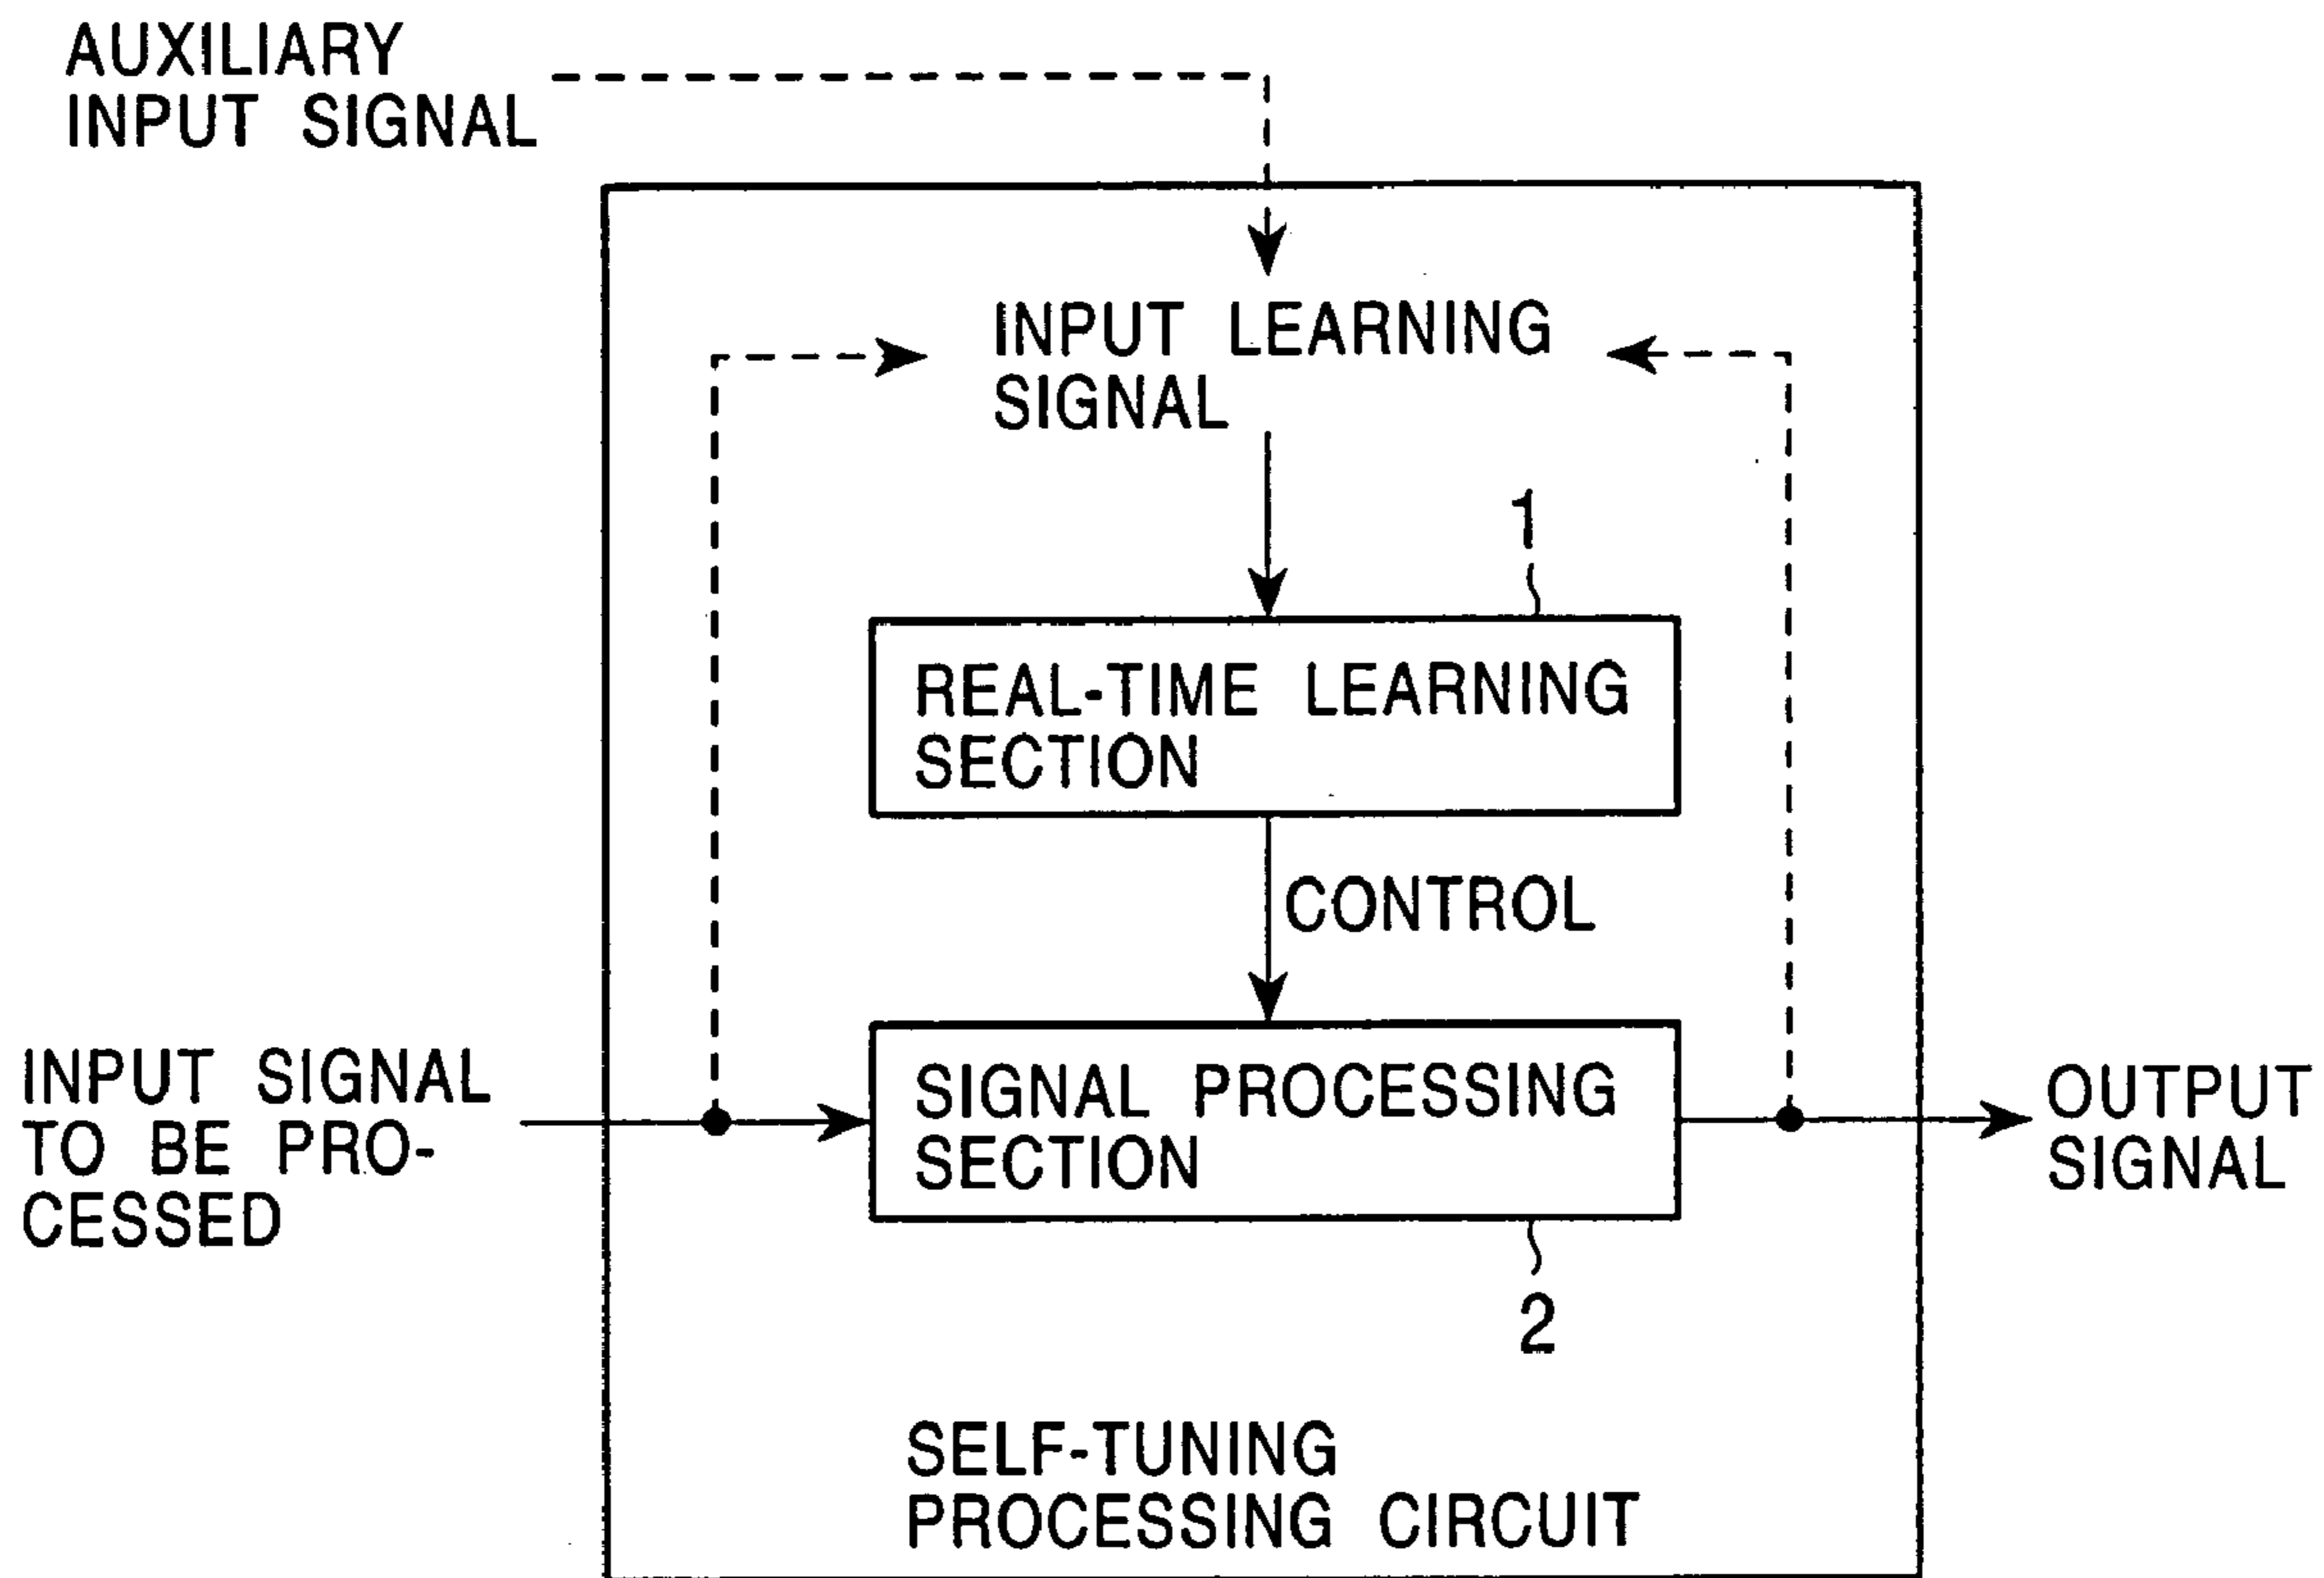 AUXILIARY
INPUT SIGNAL
INPUT LEARNING
SIGNAL
1
REAL-TIME LEARNING
SECTION
CONTROL
INPUT SIGNAL
TO BE PRO-
CESSED
SIGNAL PROCESSING
SECTION
OUTPUT
SIGNAL
2
SELF-TUNING
PROCESSING CIRCUIT